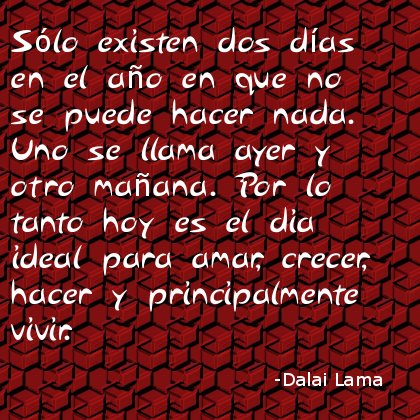 Sólo existen dos días
en el año en que no
se puede hacer nada.
Uno se llama ayer y
otro mañana. Por lo
tanto hoy es el dia
ideal para amar, crecer,
hacer y principalmente
vivir.
-Dalai Lama